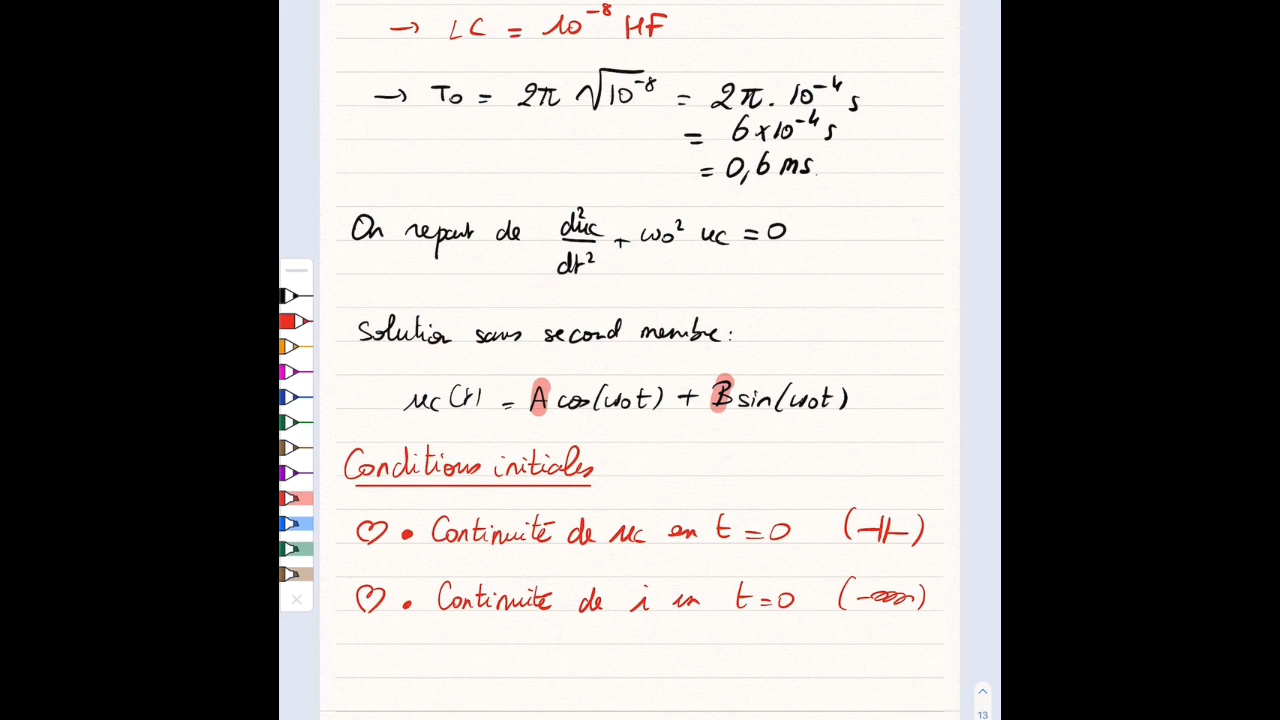 → LC = 10⁻⁸ HF
→ T₀ = 2π √10⁻⁸ = 2π. 10⁻⁴ s
= 6 × 10⁻⁴ s
= 0,6 ms.
On repart de d²uc/dt² + ω₀² uc = 0
Solution sans second membre:
uc(t) = A cos(ω₀t) + B sin(ω₀t)
Conditions initiales
♡ • Continuité de uc en t = 0 (⊣⊢)
♡ • Continuité de i en t = 0 ( )
13